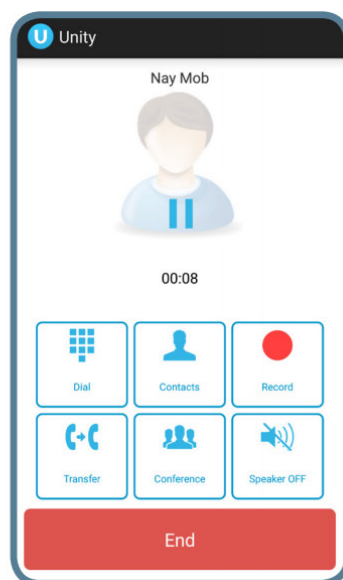 U Unity
Nay Mob
00:08
Dial Contacts Record
Transfer Conference Speaker OFF
End